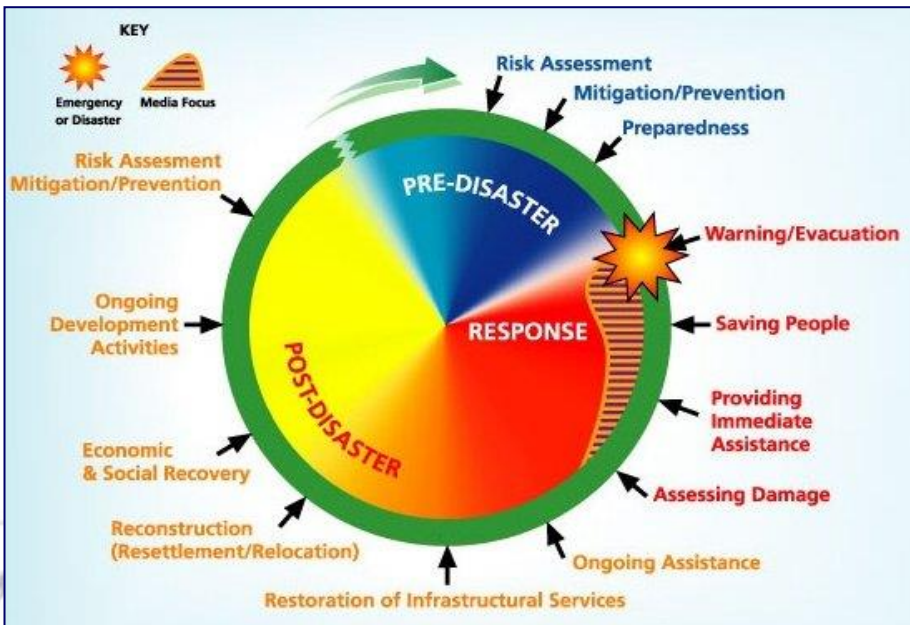 KEY
Emergency
or Disaster
Media Focus
Risk Assessment
Mitigation/Prevention
Preparedness
PRE-DISASTER
Warning/Evacuation
RESPONSE
Saving People
Providing
Immediate
Assistance
Assessing Damage
Ongoing Assistance
Restoration of Infrastructural Services
Reconstruction
(Resettlement/Relocation)
Economic
& Social Recovery
POST-DISASTER
Ongoing
Development
Activities
Risk Assesment
Mitigation/Prevention